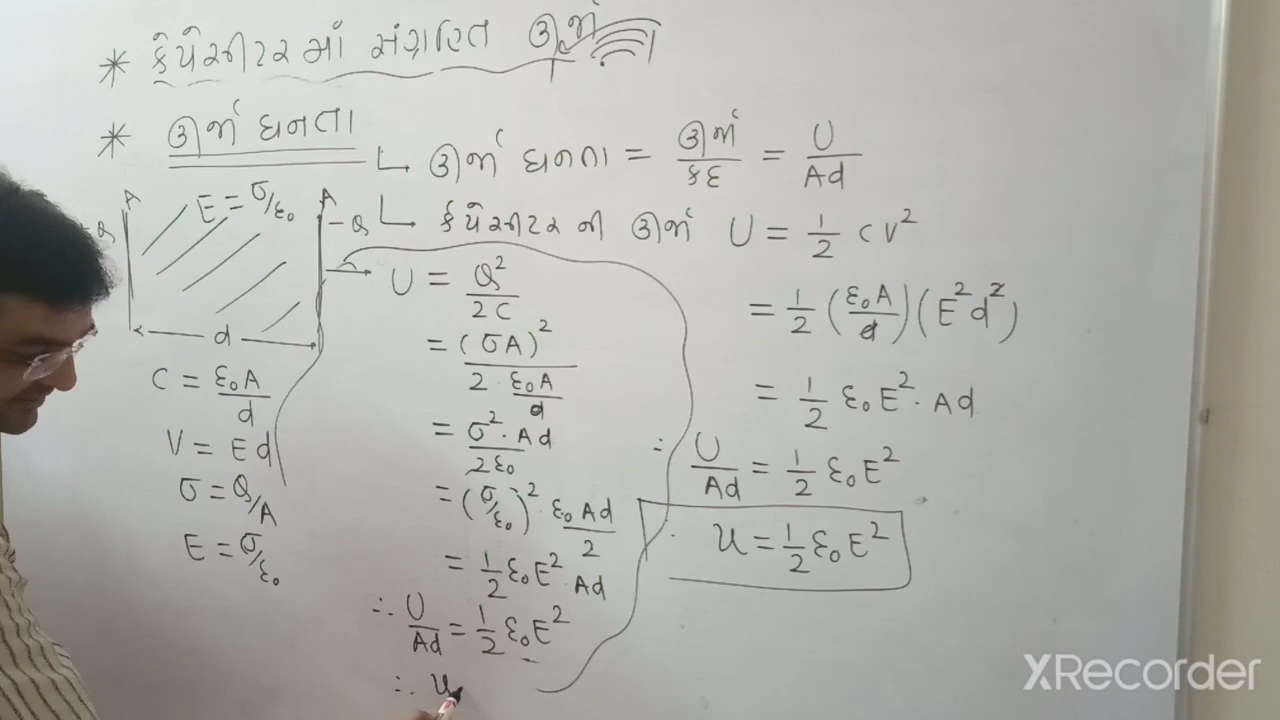 * કેપેસીટર માં સંગ્રહિત ઊર્જા
* ઊર્જા ઘનતા
↳ ઊર્જા ઘનતા = ઊર્જા/કદ = U/Ad
↳ કેપેસીટર ની ઊર્જા U = 1/2 CV²
= 1/2 (ε₀A/d)(E²d²)
= 1/2 ε₀E² · Ad
∴ U/Ad = 1/2 ε₀E²
u = 1/2 ε₀E²
A E = σ/ε₀ A
Q -Q
d
C = ε₀A/d
V = Ed
σ = Q/A
E = σ/ε₀
U = Q²/2C
= (σA)²/(2 ε₀A/d)
= σ² · Ad/2ε₀
= (σ/ε₀)² ε₀Ad/2
= 1/2 ε₀E² Ad
∴ U/Ad = 1/2 ε₀E²
∴ u
XRecorder